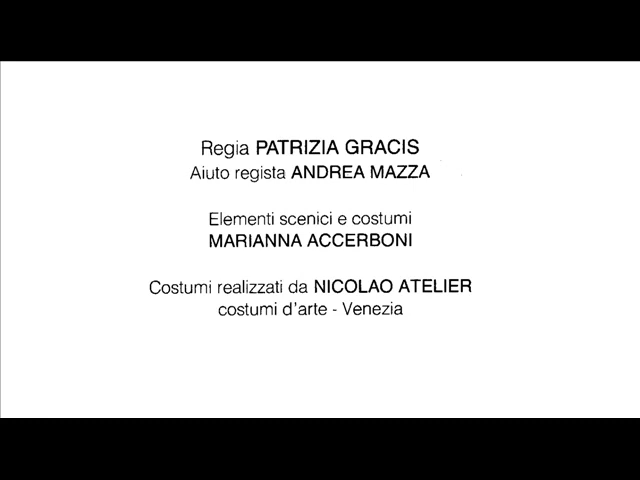 Regia PATRIZIA GRACIS
Aiuto regista ANDREA MAZZA
Elementi scenici e costumi
MARIANNA ACCERBONI
Costumi realizzati da NICOLAO ATELIER
costumi d'arte - Venezia